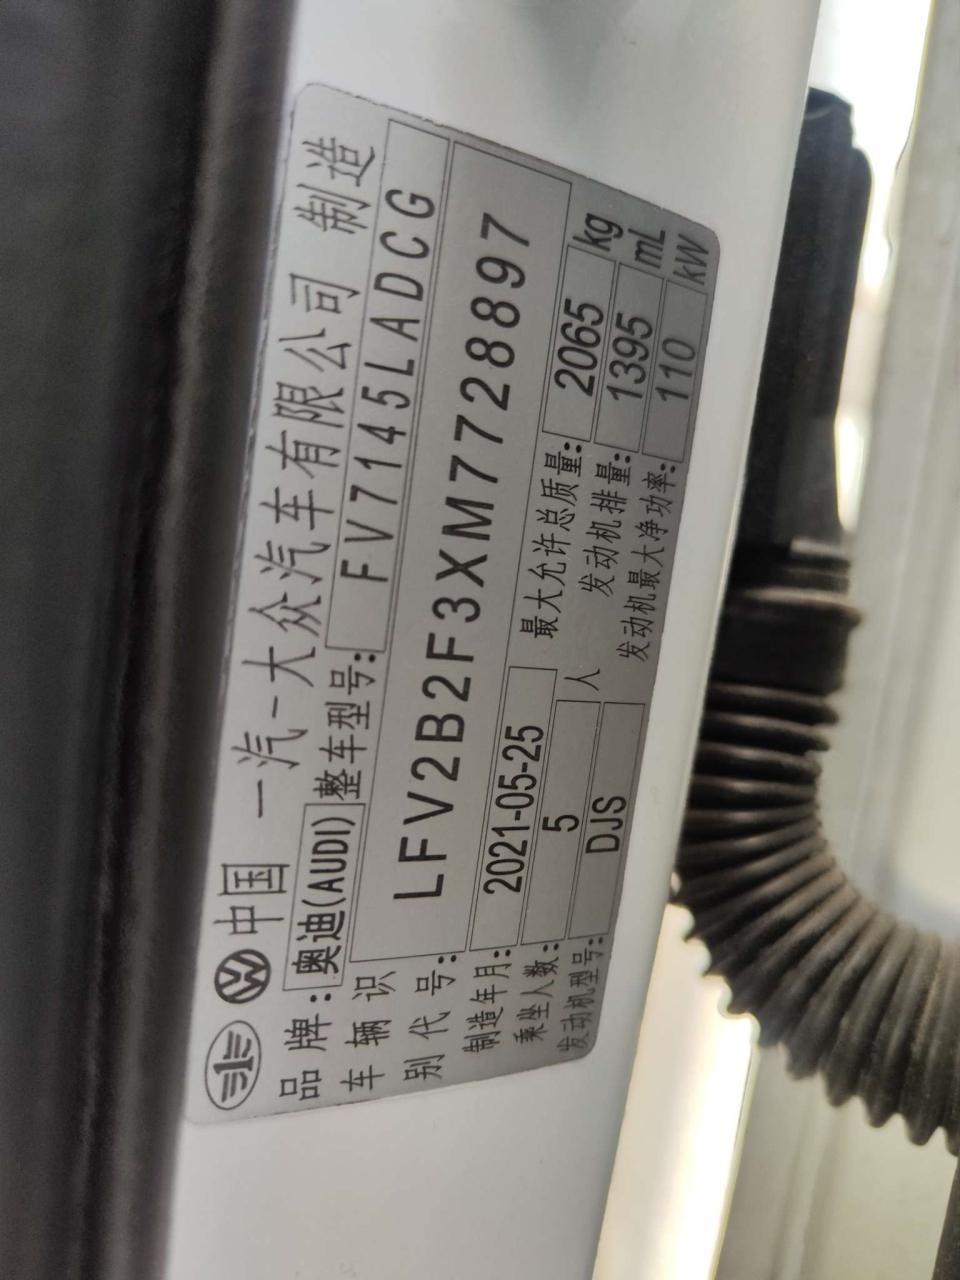 中国 一汽-大众汽车有限公司 制造
品牌: 奥迪(AUDI) 整车型号: FV7145LADCG
车辆识别代号: LFV2B2F3XM7728897
制造年月: 2021-05-25 最大允许总质量: 2065 kg
乘坐人数: 5 人 发动机排量: 1395 mL
发动机型号: DJS 发动机最大净功率: 110 kW